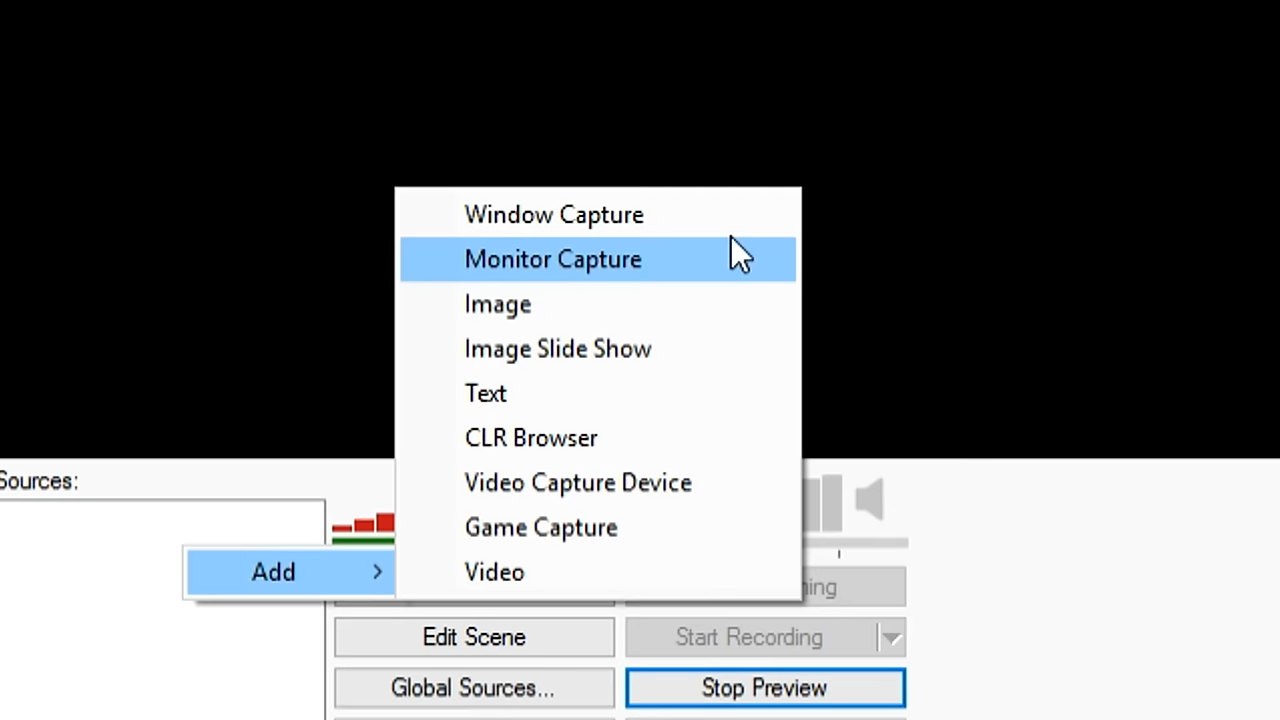 Window Capture
Monitor Capture
Image
Image Slide Show
Text
CLR Browser
Video Capture Device
Game Capture
Video
Sources:
Add
Edit Scene
Start Recording
Global Sources...
Stop Preview